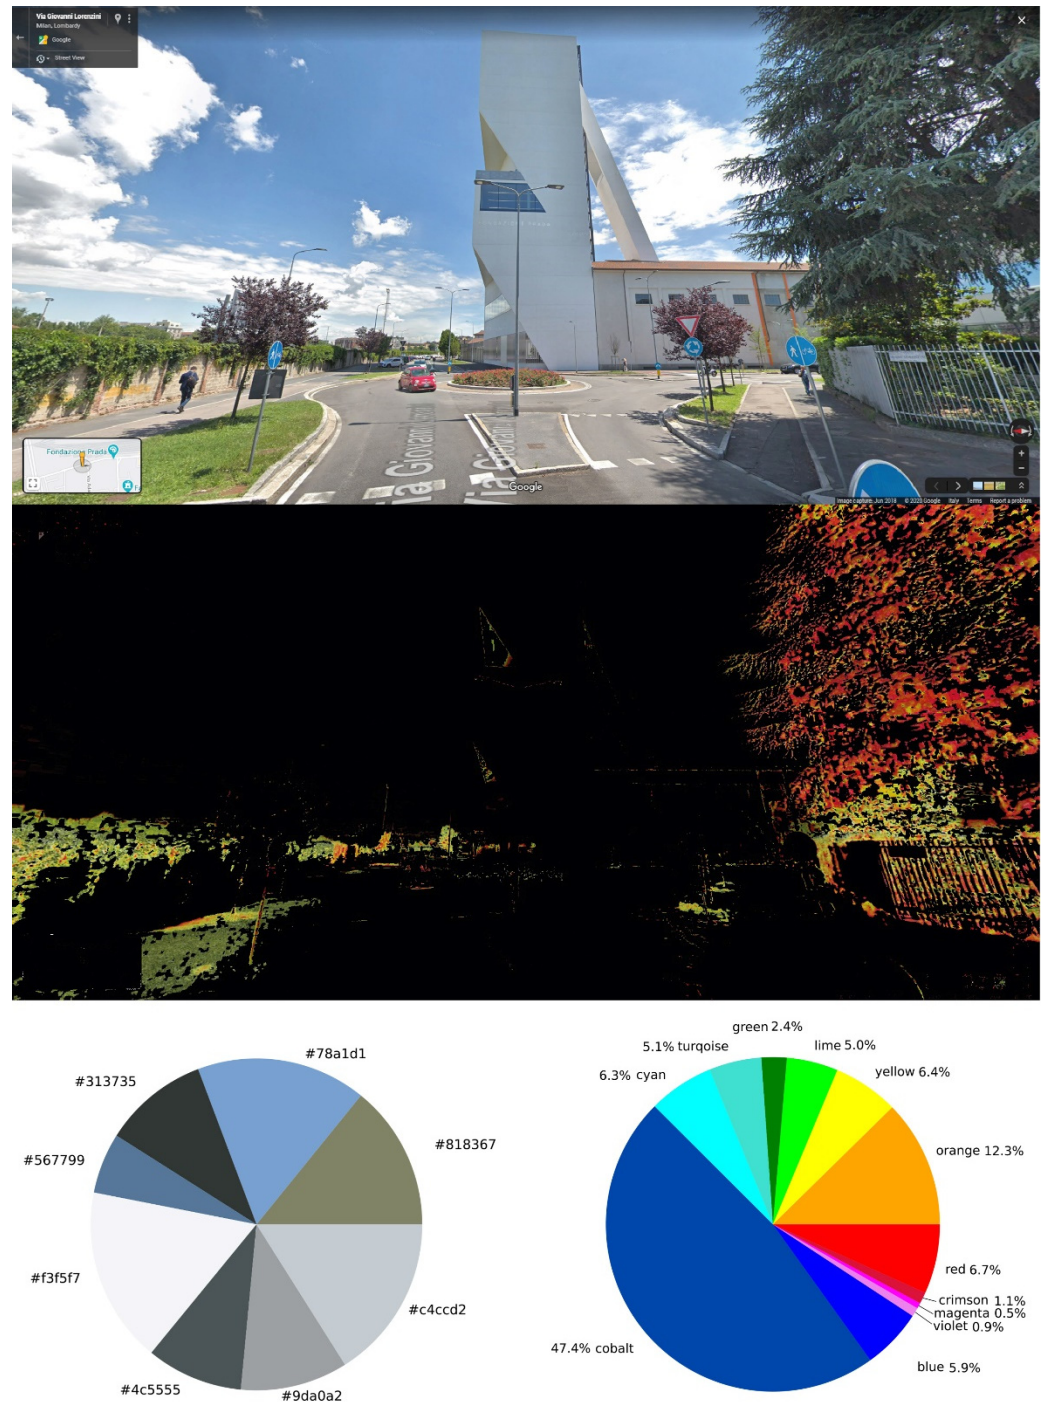 Via Giovanni Lorenzini
Milan, Lombardy
Google
Street View
FONDAZIONE PRADA
Fondazione Prada
Via Giovanni
Via Giovanni
Google
Image capture: Jun 2018 © 2020 Google Italy Terms Report a problem
#78a1d1
#313735
#567799
#818367
#f3f5f7
#c4ccd2
#4c5555
#9da0a2
green 2.4%
5.1% turqoise
lime 5.0%
6.3% cyan
yellow 6.4%
orange 12.3%
red 6.7%
crimson 1.1%
magenta 0.5%
violet 0.9%
47.4% cobalt
blue 5.9%